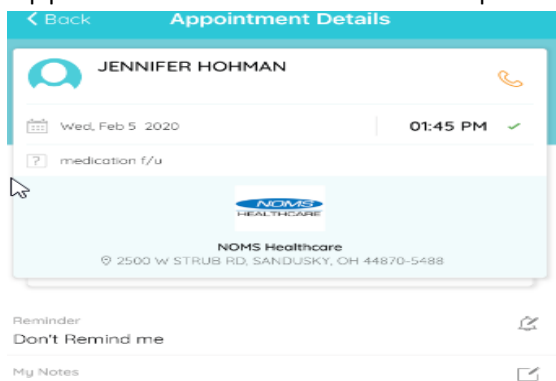 Back Appointment Details
JENNIFER HOHMAN
Wed, Feb 5 2020 01:45 PM
? medication f/u
NOMS
HEALTHCARE
NOMS Healthcare
2500 W STRUB RD, SANDUSKY, OH 44870-5488
Reminder
Don't Remind me
My Notes